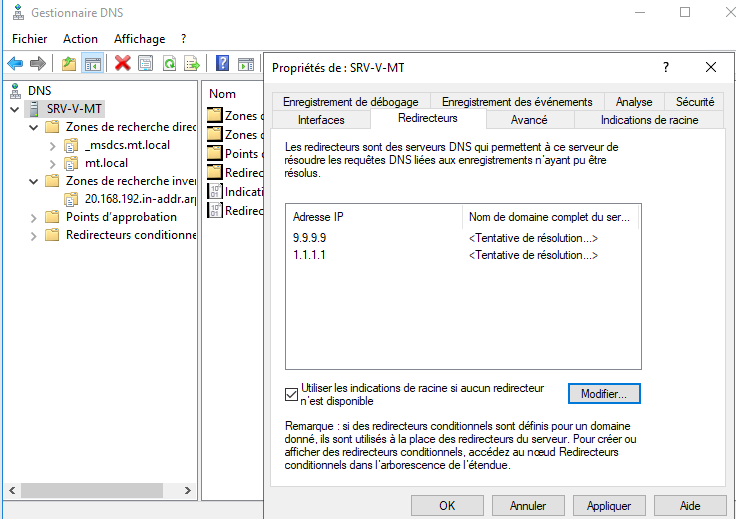 Gestionnaire DNS
Fichier Action Affichage ?
DNS
SRV-V-MT
Zones de recherche direc
_msdcs.mt.local
mt.local
Zones de recherche inver
20.168.192.in-addr.arp
Points d'approbation
Redirecteurs conditionne
Nom
Zones d
Zones d
Points d
Redirec
Indicati
Redirec
Propriétés de : SRV-V-MT
Enregistrement de débogage Enregistrement des événements Analyse Sécurité
Interfaces Redirecteurs Avancé Indications de racine
Les redirecteurs sont des serveurs DNS qui permettent à ce serveur de
résoudre les requêtes DNS liées aux enregistrements n'ayant pu être
résolus.
Adresse IP Nom de domaine complet du ser...
9.9.9.9 <Tentative de résolution...>
1.1.1.1 <Tentative de résolution...>
Utiliser les indications de racine si aucun redirecteur
n'est disponible
Modifier...
Remarque : si des redirecteurs conditionnels sont définis pour un domaine
donné, ils sont utilisés à la place des redirecteurs du serveur. Pour créer ou
afficher des redirecteurs conditionnels, accédez au nœud Redirecteurs
conditionnels dans l'arborescence de l'étendue.
OK Annuler Appliquer Aide